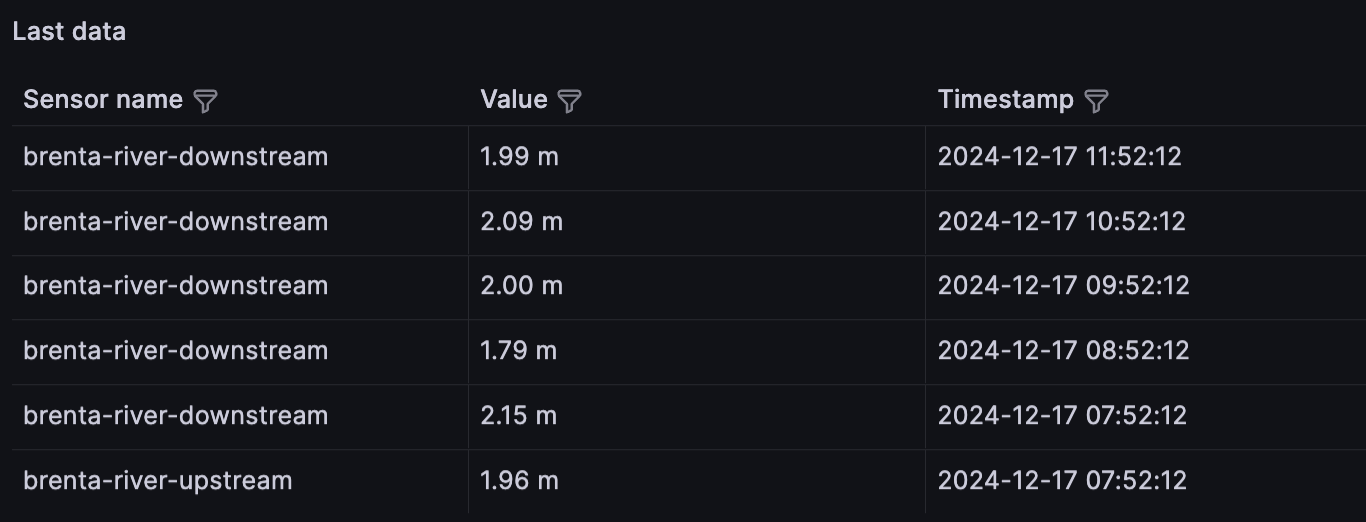 Last data
Sensor name Value Timestamp
brenta-river-downstream 1.99 m 2024-12-17 11:52:12
brenta-river-downstream 2.09 m 2024-12-17 10:52:12
brenta-river-downstream 2.00 m 2024-12-17 09:52:12
brenta-river-downstream 1.79 m 2024-12-17 08:52:12
brenta-river-downstream 2.15 m 2024-12-17 07:52:12
brenta-river-upstream 1.96 m 2024-12-17 07:52:12